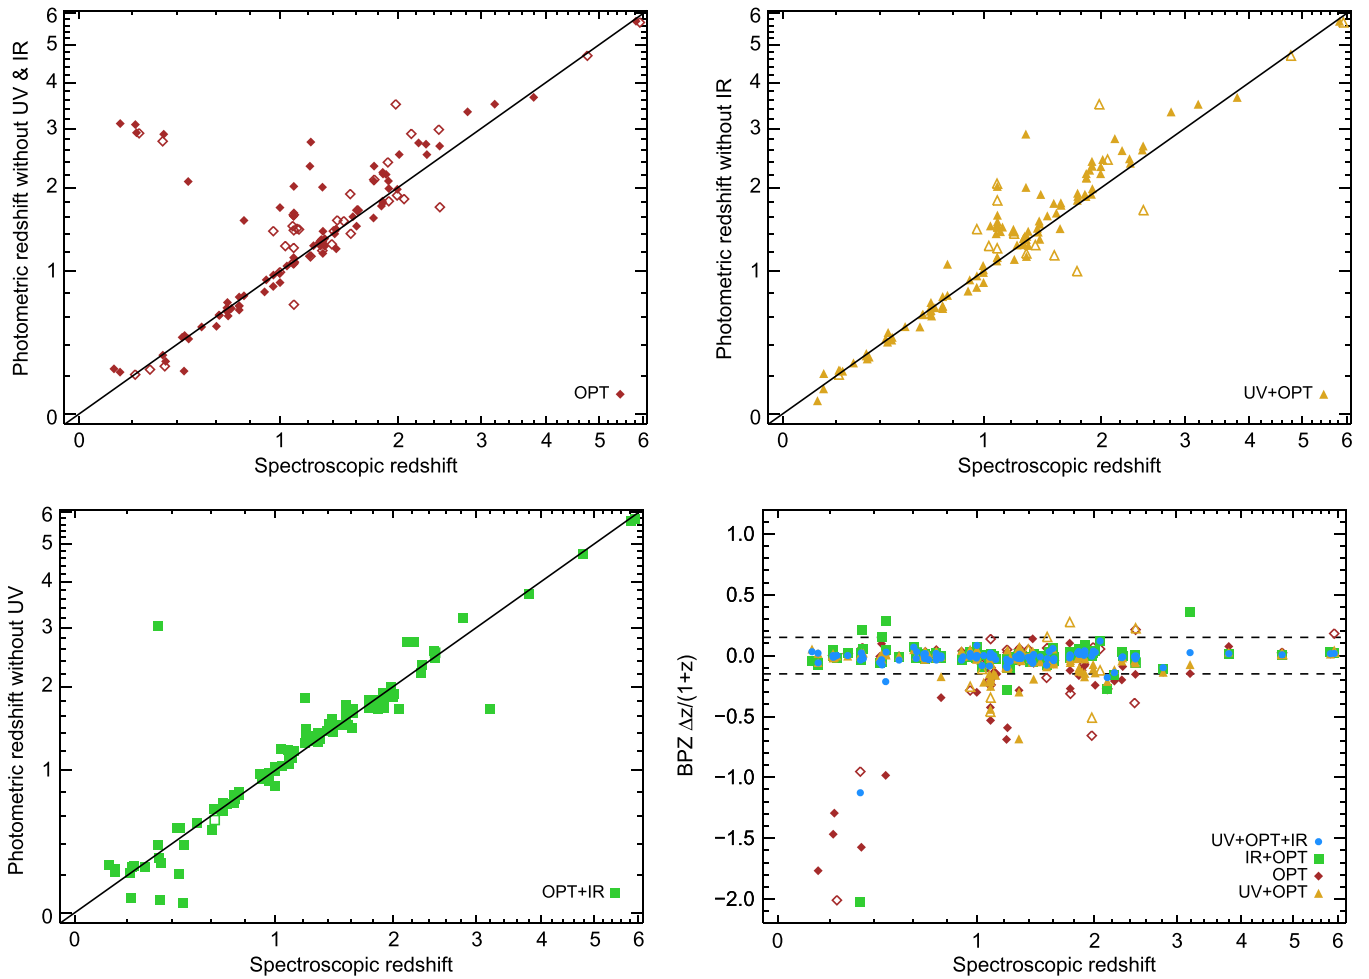 Photometric redshift without UV & IR
6
5
4
3
2
1
0
OPT
0 1 2 3 4 5 6
Spectroscopic redshift
Photometric redshift without IR
6
5
4
3
2
1
0
UV+OPT
0 1 2 3 4 5 6
Spectroscopic redshift
Photometric redshift without UV
6
5
4
3
2
1
0
OPT+IR
0 1 2 3 4 5 6
Spectroscopic redshift
BPZ Δz/(1+z)
1.0
0.5
0.0
−0.5
−1.0
−1.5
−2.0
UV+OPT+IR
IR+OPT
OPT
UV+OPT
0 1 2 3 4 5 6
Spectroscopic redshift